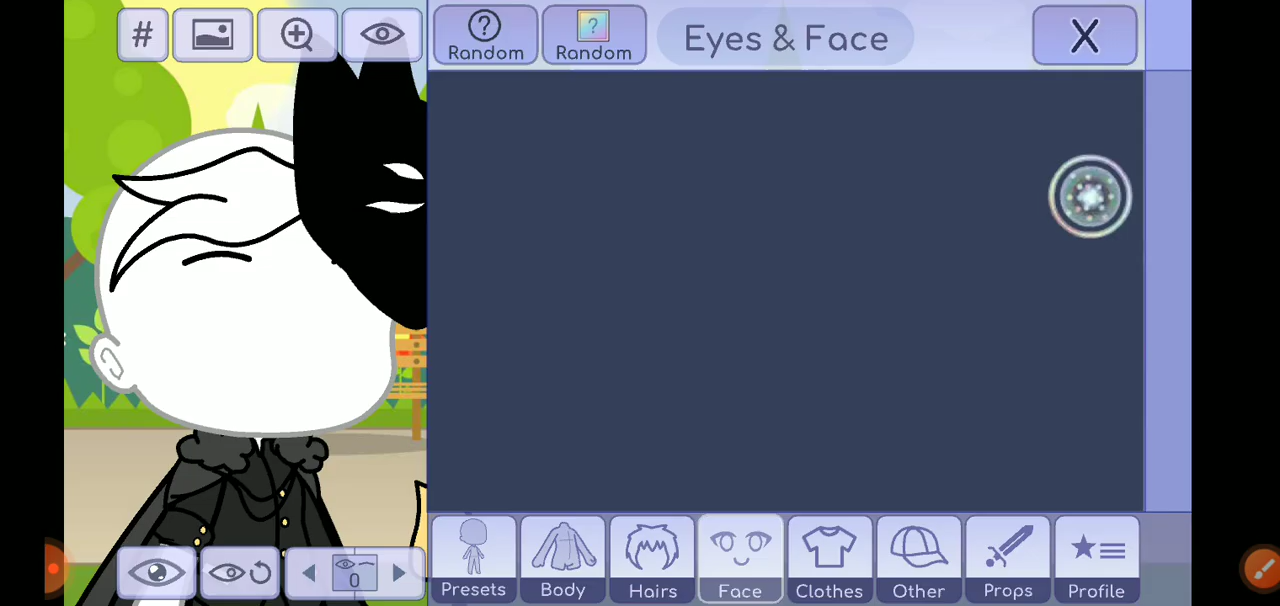 #
?
Random
?
Random
Eyes & Face
X
0
Presets
Body
Hairs
Face
Clothes
Other
Props
Profile